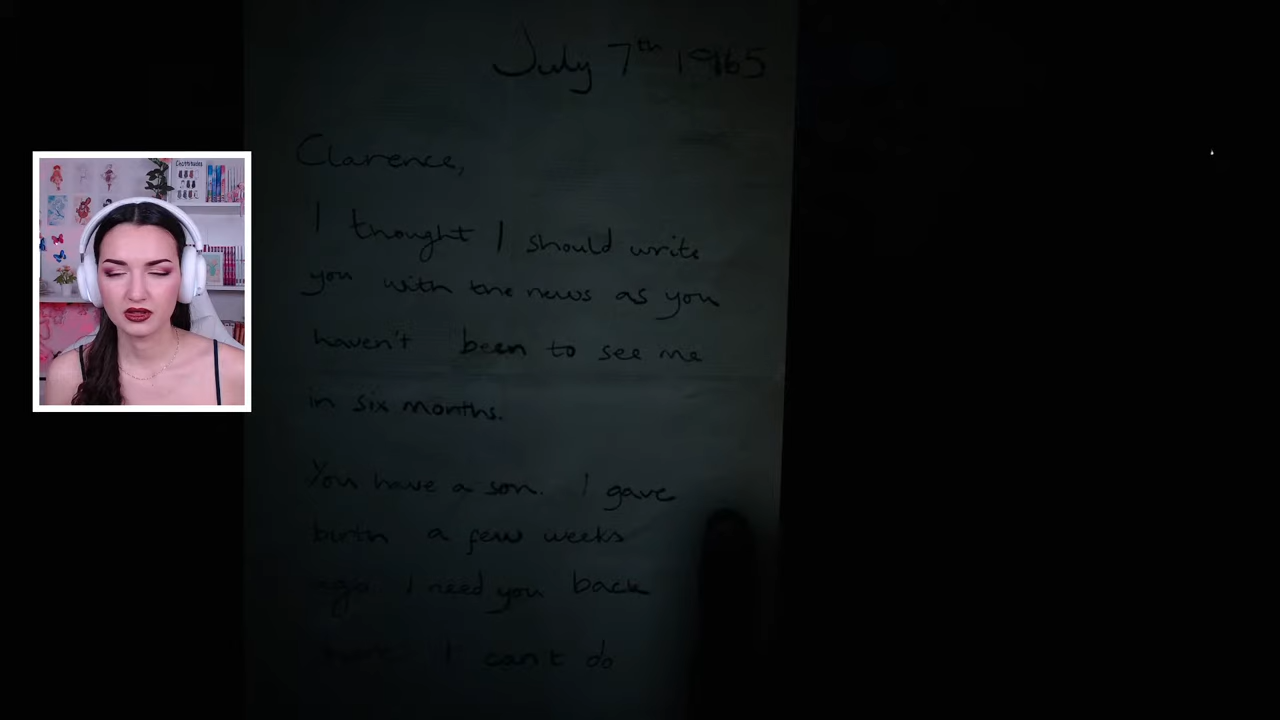 July 7th 1965
Clarence,
I thought I should write
you with the news as you
haven't been to see me
in six months.
You have a son. I gave
birth a few weeks
ago I need you back
I can't do